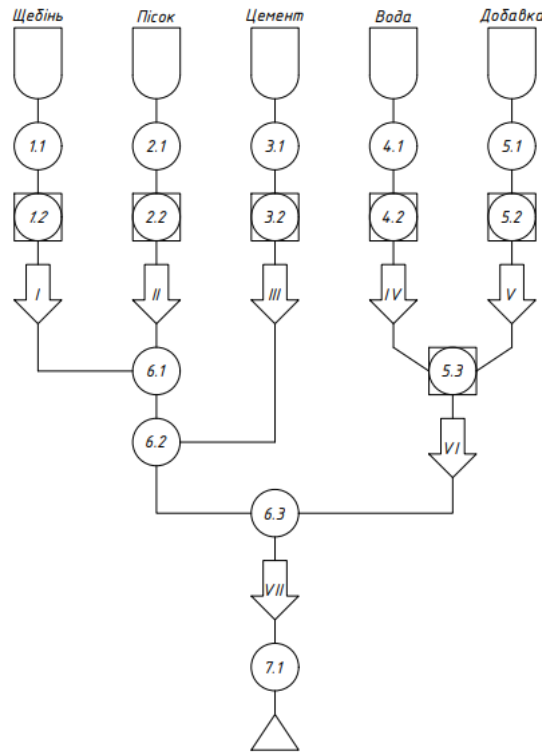 Щебінь Пісок Цемент Вода Добавка
1.1 2.1 3.1 4.1 5.1
1.2 2.2 3.2 4.2 5.2
I II III IV V
6.1 5.3
6.2 VI
6.3
VII
7.1